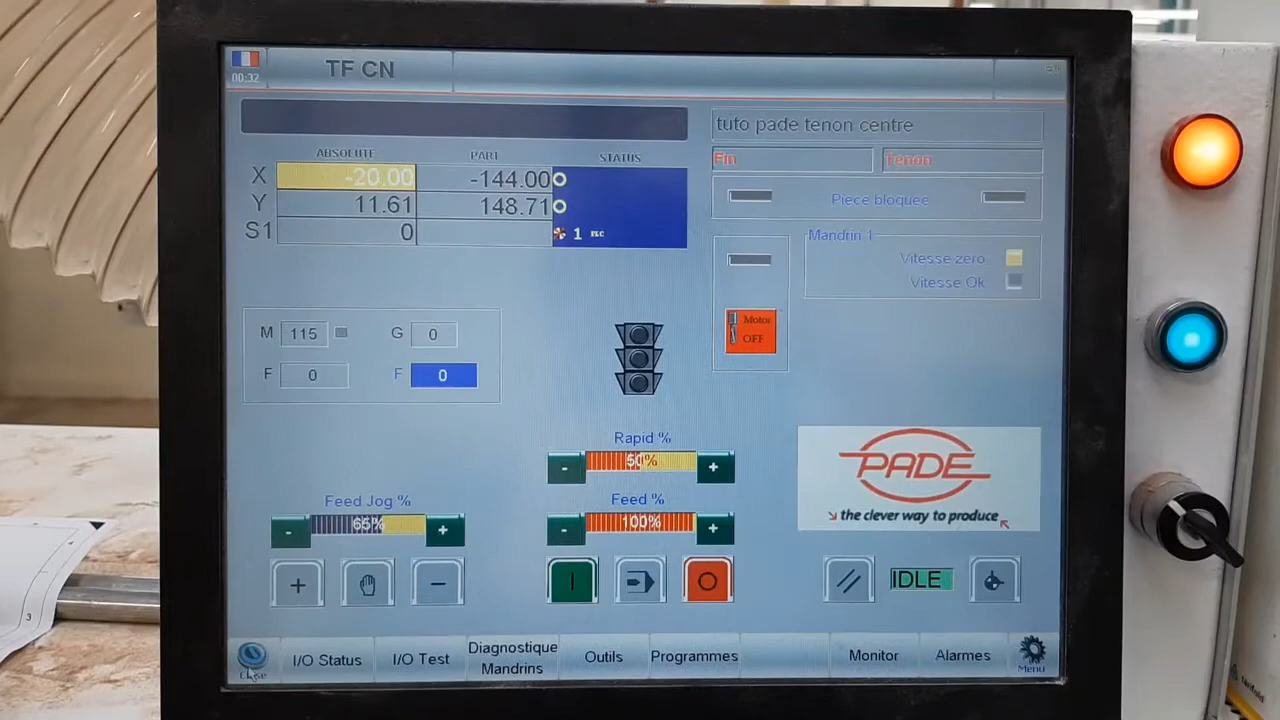 00:32
TF CN
tuto pade tenon centre
Fin
Tenon
ABSOLUTE PART STATUS
X -20.00 -144.00
Y 11.61 148.71
S1 0
1 PLC
Piece bloquee
Mandrin 1
Vitesse zero
Vitesse Ok
Motor
OFF
M 115 G 0
F 0 F 0
Rapid %
- 50% +
Feed Jog %
- 65% +
Feed %
- 100% +
PADE
the clever way to produce
IDLE
Close
I/O Status
I/O Test
Diagnostique
Mandrins
Outils
Programmes
Monitor
Alarmes
Menu
3